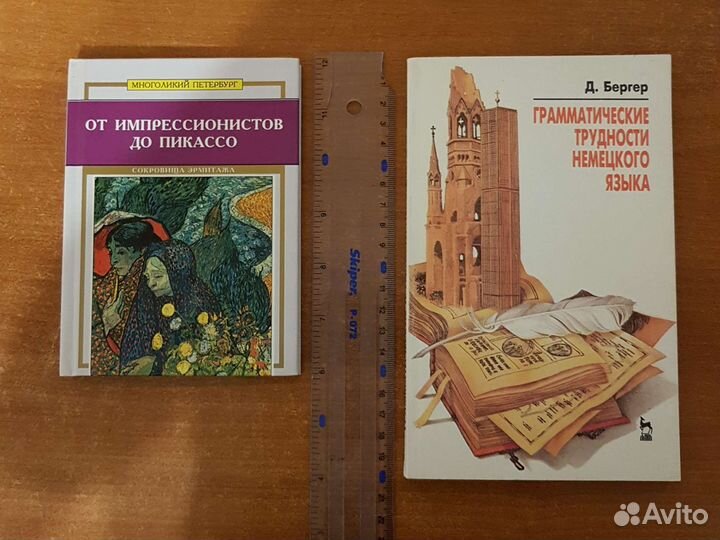 МНОГОЛИКИЙ ПЕТЕРБУРГ
ОТ ИМПРЕССИОНИСТОВ
ДО ПИКАССО
СОКРОВИЩА ЭРМИТАЖА
Skiper,
P-072
Д. Бергер
ГРАММАТИЧЕСКИЕ
ТРУДНОСТИ
НЕМЕЦКОГО
ЯЗЫКА
Avito